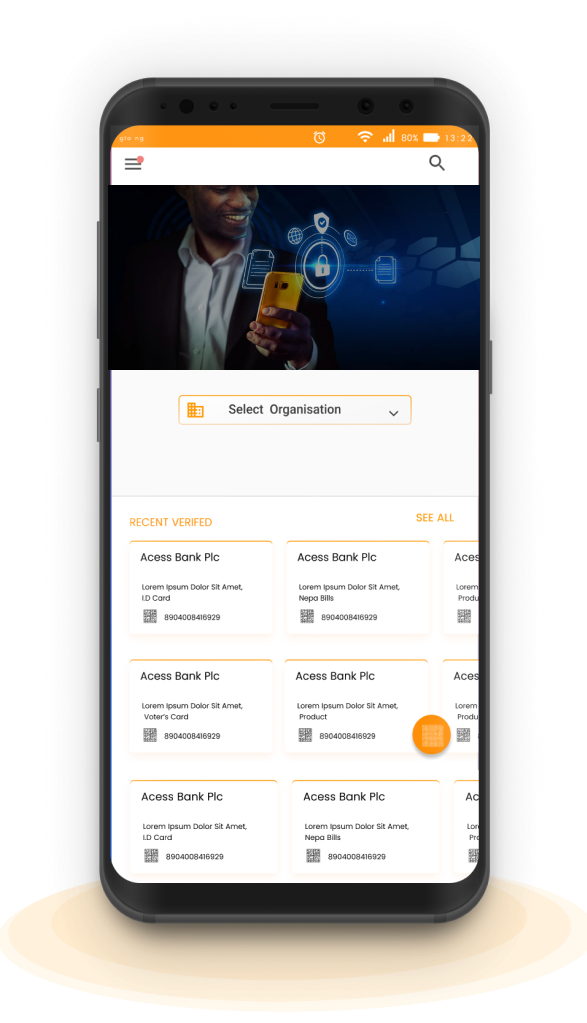 glo ng 80% 13:22
Select Organisation
RECENT VERIFED SEE ALL
Acess Bank Plc Acess Bank Plc Aces
Lorem Ipsum Dolor Sit Amet, Lorem Ipsum Dolor Sit Amet, Lorem
I.D Card Nepa Bills Produ
8904008416929 8904008416929
Acess Bank Plc Acess Bank Plc Aces
Lorem Ipsum Dolor Sit Amet, Lorem Ipsum Dolor Sit Amet, Lorem
Voter's Card Product Produ
8904008416929 8904008416929 8
Acess Bank Plc Acess Bank Plc Ac
Lorem Ipsum Dolor Sit Amet, Lorem Ipsum Dolor Sit Amet, Lor
I.D Card Nepa Bills Pro
8904008416929 8904008416929